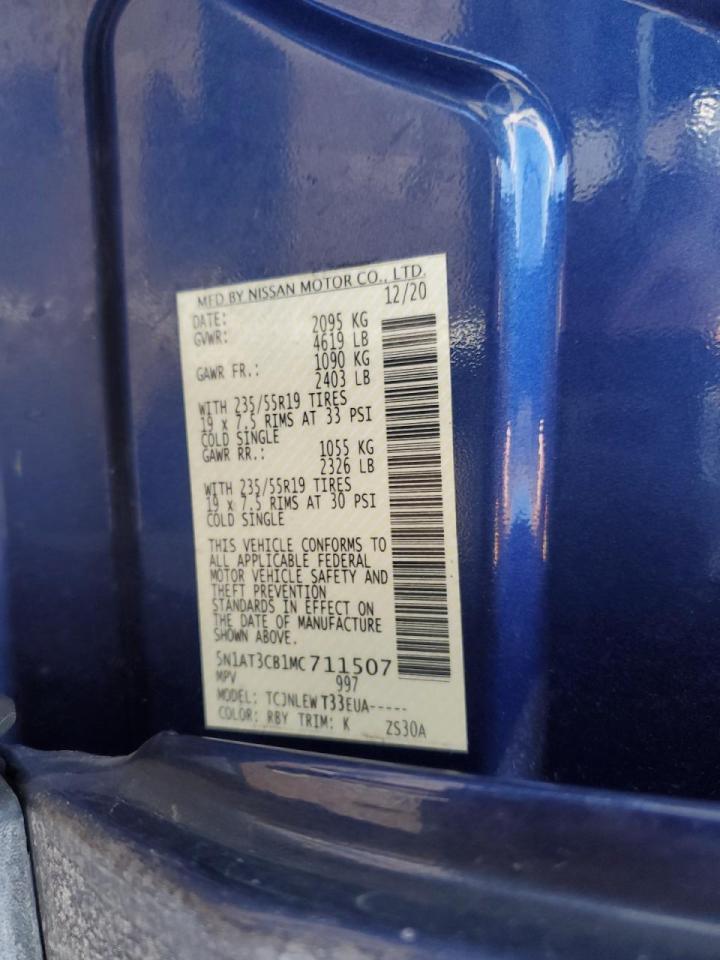 MFD BY NISSAN MOTOR CO., LTD.
DATE: 12/20
GVWR: 2095 KG
4619 LB
GAWR FR.: 1090 KG
2403 LB
WITH 235/55R19 TIRES
19 x 7.5 RIMS AT 33 PSI
COLD SINGLE
GAWR RR.: 1055 KG
2326 LB
WITH 235/55R19 TIRES
19 x 7.5 RIMS AT 30 PSI
COLD SINGLE
THIS VEHICLE CONFORMS TO
ALL APPLICABLE FEDERAL
MOTOR VEHICLE SAFETY AND
THEFT PREVENTION
STANDARDS IN EFFECT ON
THE DATE OF MANUFACTURE
SHOWN ABOVE.
5N1AT3CB1MC711507
MPV 997
MODEL: TCJNLEWT33EUA-----
COLOR: RBY TRIM: K ZS30A